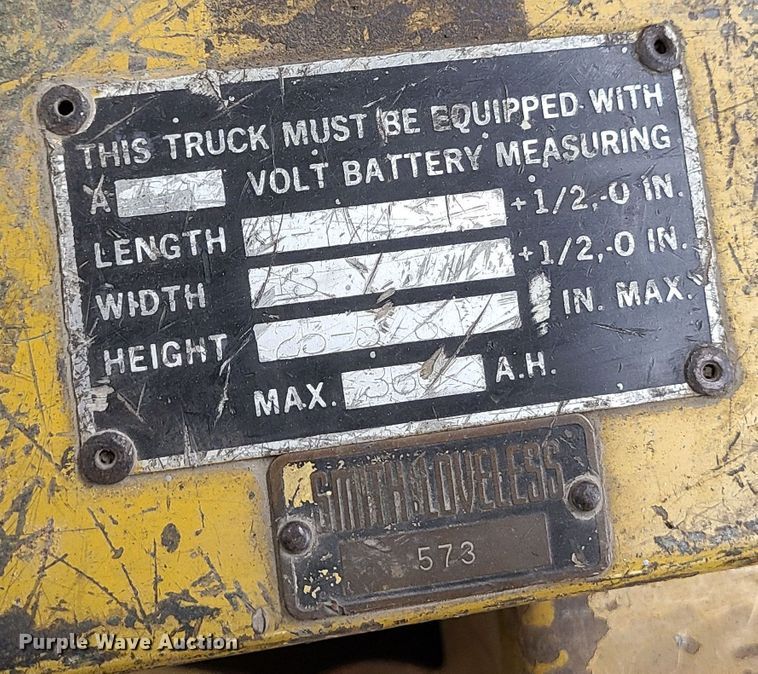 THIS TRUCK MUST BE EQUIPPED WITH
A VOLT BATTERY MEASURING
LENGTH +1/2,-0 IN.
WIDTH +1/2,-0 IN.
HEIGHT IN. MAX.
MAX. A.H.
SMITH & LOVELESS
573
Purple Wave Auction